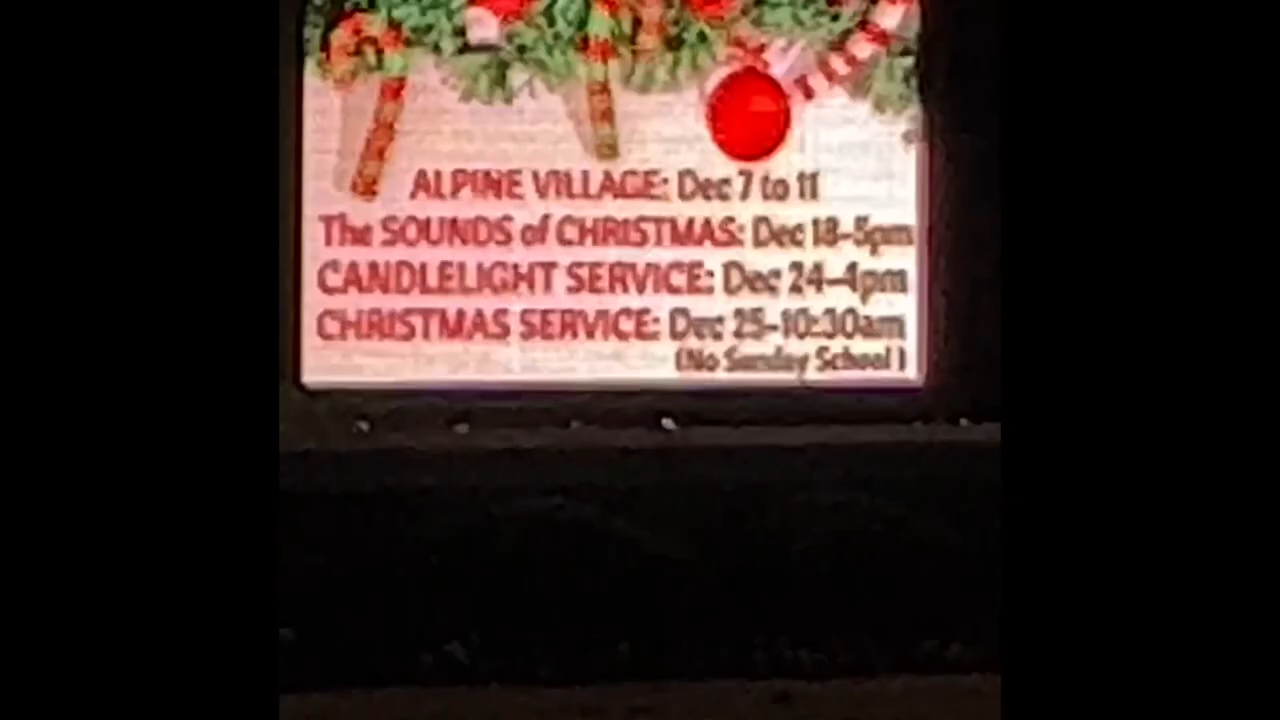 ALPINE VILLAGE: Dec 7 to 11
The SOUNDS of CHRISTMAS: Dec 18-5pm
CANDLELIGHT SERVICE: Dec 24-4pm
CHRISTMAS SERVICE: Dec 25-10:30am
(No Sunday School)